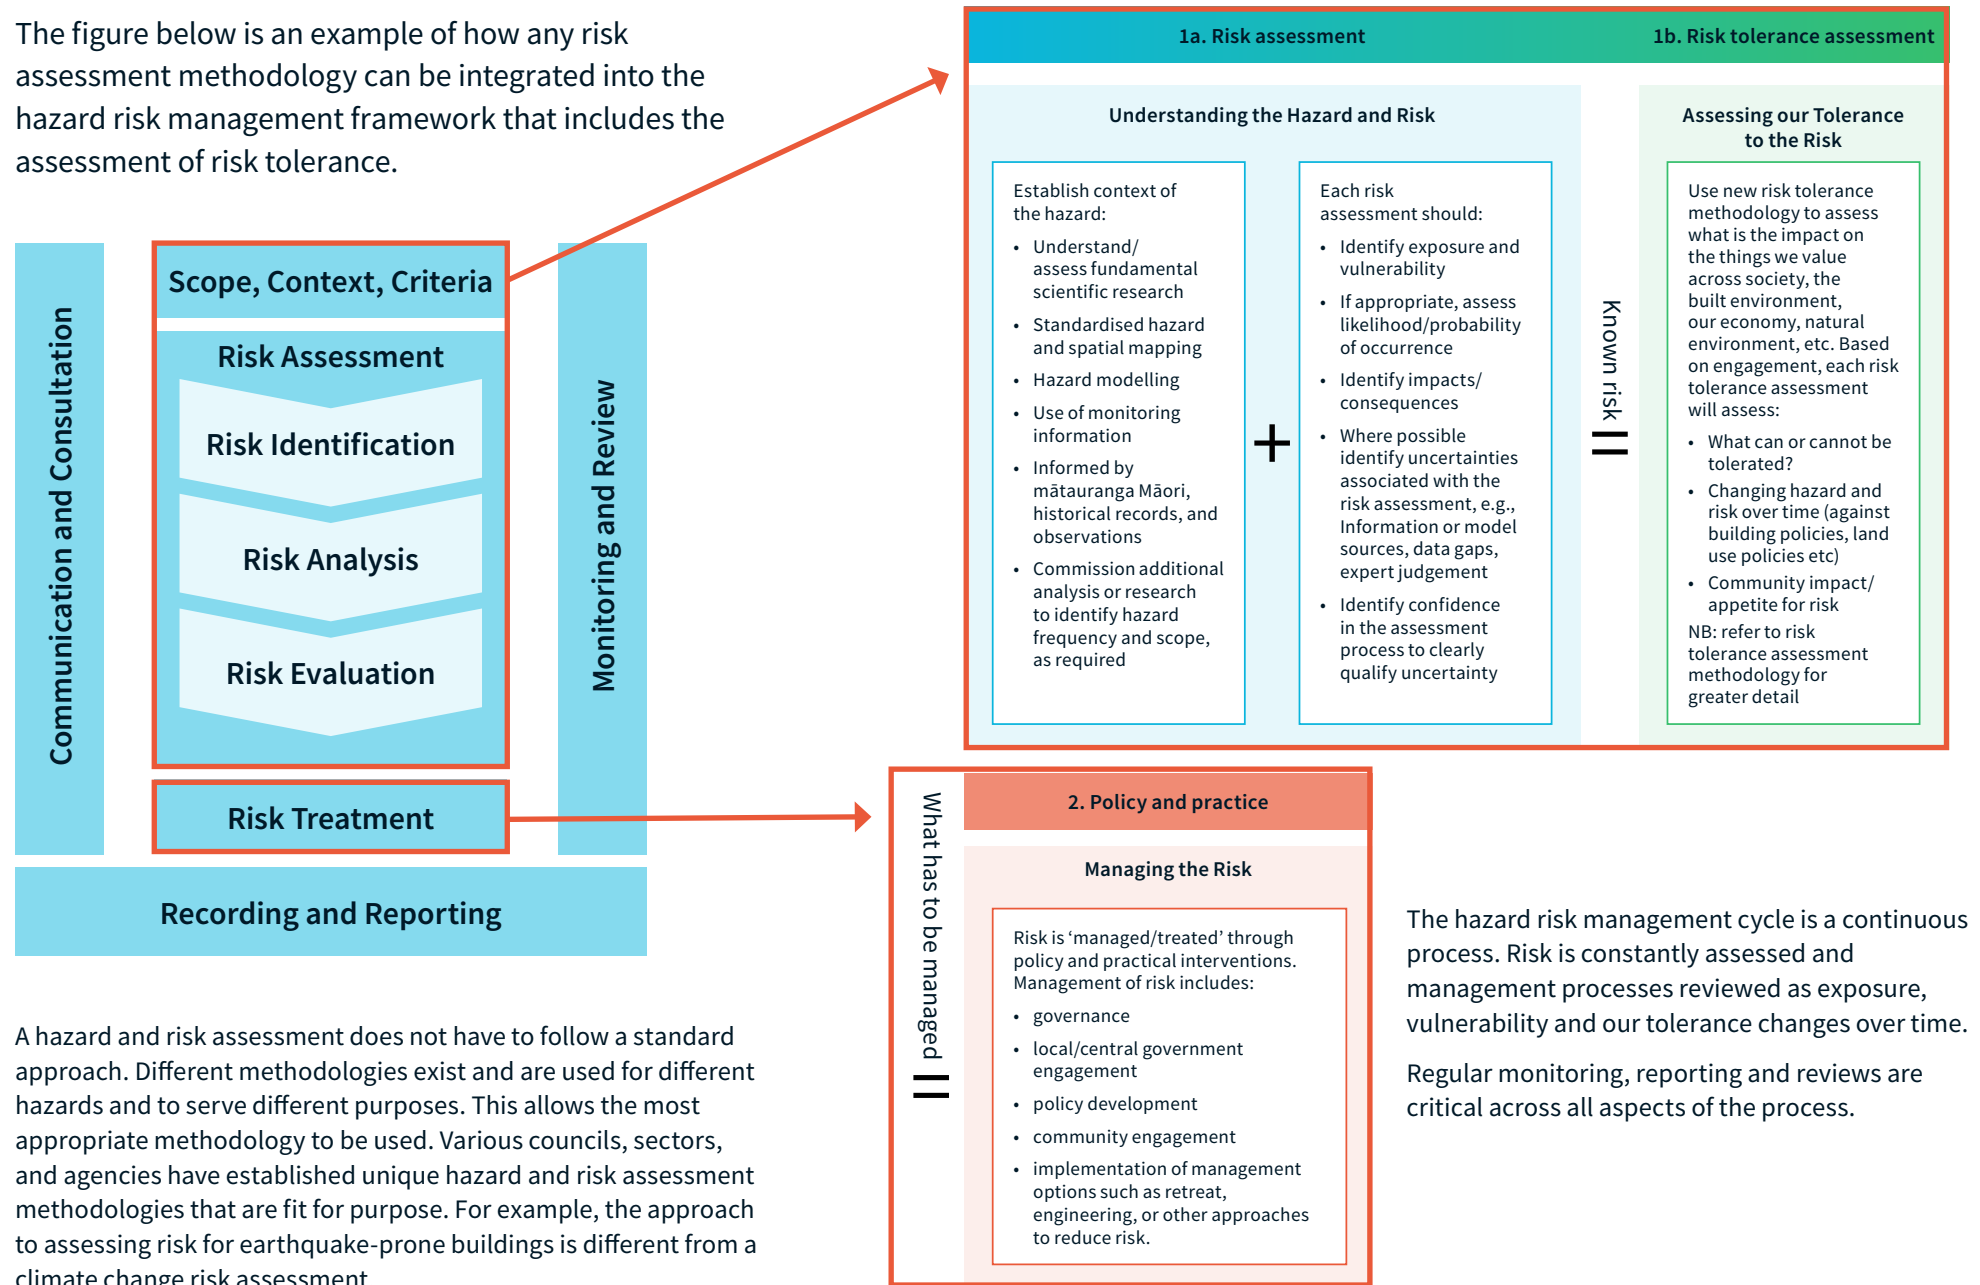 The figure below is an example of how any risk
assessment methodology can be integrated into the
hazard risk management framework that includes the
assessment of risk tolerance.
Communication and Consultation
Scope, Context, Criteria
Risk Assessment
Risk Identification
Risk Analysis
Risk Evaluation
Risk Treatment
Monitoring and Review
Recording and Reporting
A hazard and risk assessment does not have to follow a standard
approach. Different methodologies exist and are used for different
hazards and to serve different purposes. This allows the most
appropriate methodology to be used. Various councils, sectors,
and agencies have established unique hazard and risk assessment
methodologies that are fit for purpose. For example, the approach
to assessing risk for earthquake-prone buildings is different from a
climate change risk assessment
1a. Risk assessment
1b. Risk tolerance assessment
Understanding the Hazard and Risk
Establish context of
the hazard:
• Understand/
assess fundamental
scientific research
• Standardised hazard
and spatial mapping
• Hazard modelling
• Use of monitoring
information
• Informed by
mātauranga Māori,
historical records, and
observations
• Commission additional
analysis or research
to identify hazard
frequency and scope,
as required
+
Each risk
assessment should:
• Identify exposure and
vulnerability
• If appropriate, assess
likelihood/probability
of occurrence
• Identify impacts/
consequences
• Where possible
identify uncertainties
associated with the
risk assessment, e.g.,
Information or model
sources, data gaps,
expert judgement
• Identify confidence
in the assessment
process to clearly
qualify uncertainty
Known risk
=
Assessing our Tolerance
to the Risk
Use new risk tolerance
methodology to assess
what is the impact on
the things we value
across society, the
built environment,
our economy, natural
environment, etc. Based
on engagement, each risk
tolerance assessment
will assess:
• What can or cannot be
tolerated?
• Changing hazard and
risk over time (against
building policies, land
use policies etc)
• Community impact/
appetite for risk
NB: refer to risk
tolerance assessment
methodology for
greater detail
What has to be managed
=
2. Policy and practice
Managing the Risk
Risk is ‘managed/treated’ through
policy and practical interventions.
Management of risk includes:
• governance
• local/central government
engagement
• policy development
• community engagement
• implementation of management
options such as retreat,
engineering, or other approaches
to reduce risk.
The hazard risk management cycle is a continuous
process. Risk is constantly assessed and
management processes reviewed as exposure,
vulnerability and our tolerance changes over time.
Regular monitoring, reporting and reviews are
critical across all aspects of the process.